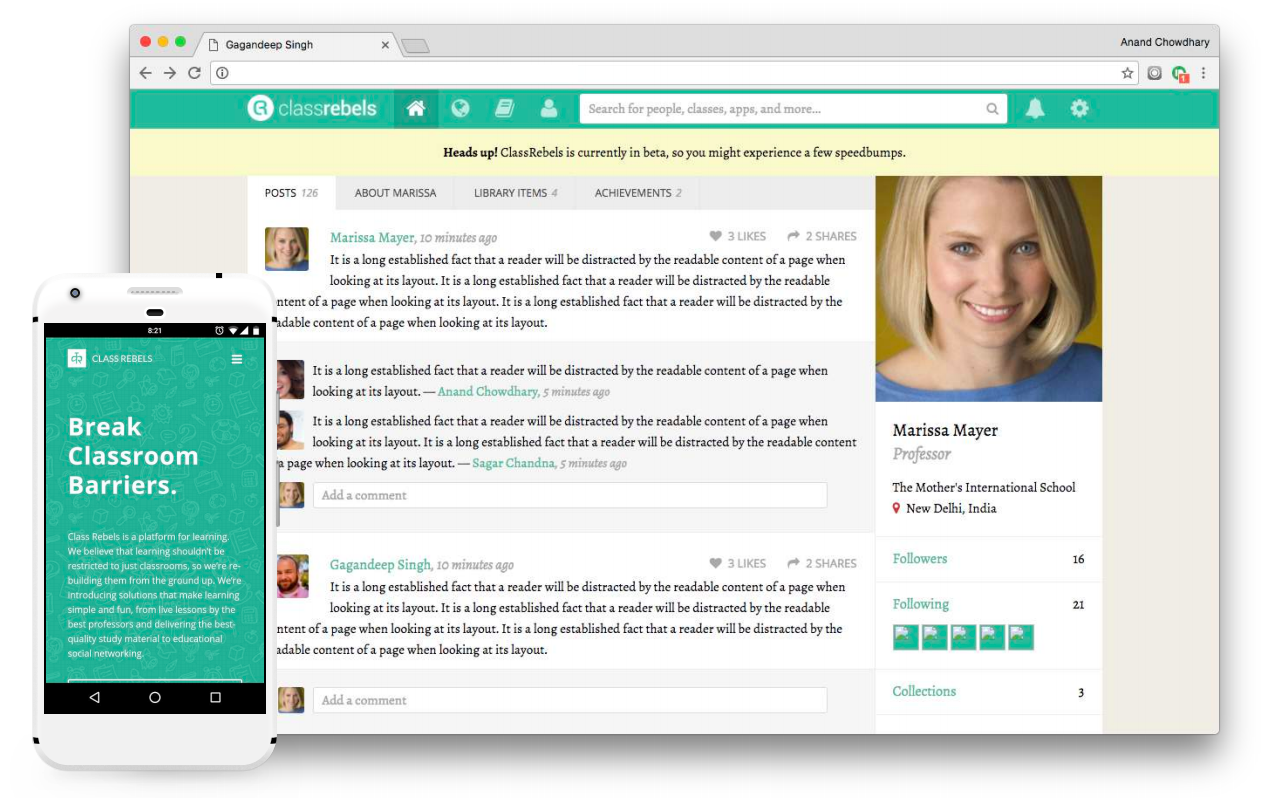 Gagandeep Singh
Anand Chowdhary
classrebels
Search for people, classes, apps, and more...
1
Heads up! ClassRebels is currently in beta, so you might experience a few speedbumps.
POSTS 126
ABOUT MARISSA
LIBRARY ITEMS 4
ACHIEVEMENTS 2
Marissa Mayer, 10 minutes ago
3 LIKES
2 SHARES
It is a long established fact that a reader will be distracted by the readable content of a page when
looking at its layout. It is a long established fact that a reader will be distracted by the readable
ntent of a page when looking at its layout. It is a long established fact that a reader will be distracted by the
adable content of a page when looking at its layout.
It is a long established fact that a reader will be distracted by the readable content of a page when
looking at its layout. — Anand Chowdhary, 5 minutes ago
It is a long established fact that a reader will be distracted by the readable content of a page when
looking at its layout. It is a long established fact that a reader will be distracted by the readable content
a page when looking at its layout. — Sagar Chandna, 5 minutes ago
Add a comment
Gagandeep Singh, 10 minutes ago
3 LIKES
2 SHARES
It is a long established fact that a reader will be distracted by the readable content of a page when
looking at its layout. It is a long established fact that a reader will be distracted by the readable
ntent of a page when looking at its layout. It is a long established fact that a reader will be distracted by the
adable content of a page when looking at its layout.
Add a comment
Marissa Mayer
Professor
The Mother's International School
New Delhi, India
Followers 16
Following 21
Collections 3
8:21
CLASS REBELS
Break
Classroom
Barriers.
Class Rebels is a platform for learning.
We believe that learning shouldn't be
restricted to just classrooms, so we're re-
building them from the ground up. We're
introducing solutions that make learning
simple and fun, from live lessons by the
best professors and delivering the best-
quality study material to educational
social networking.